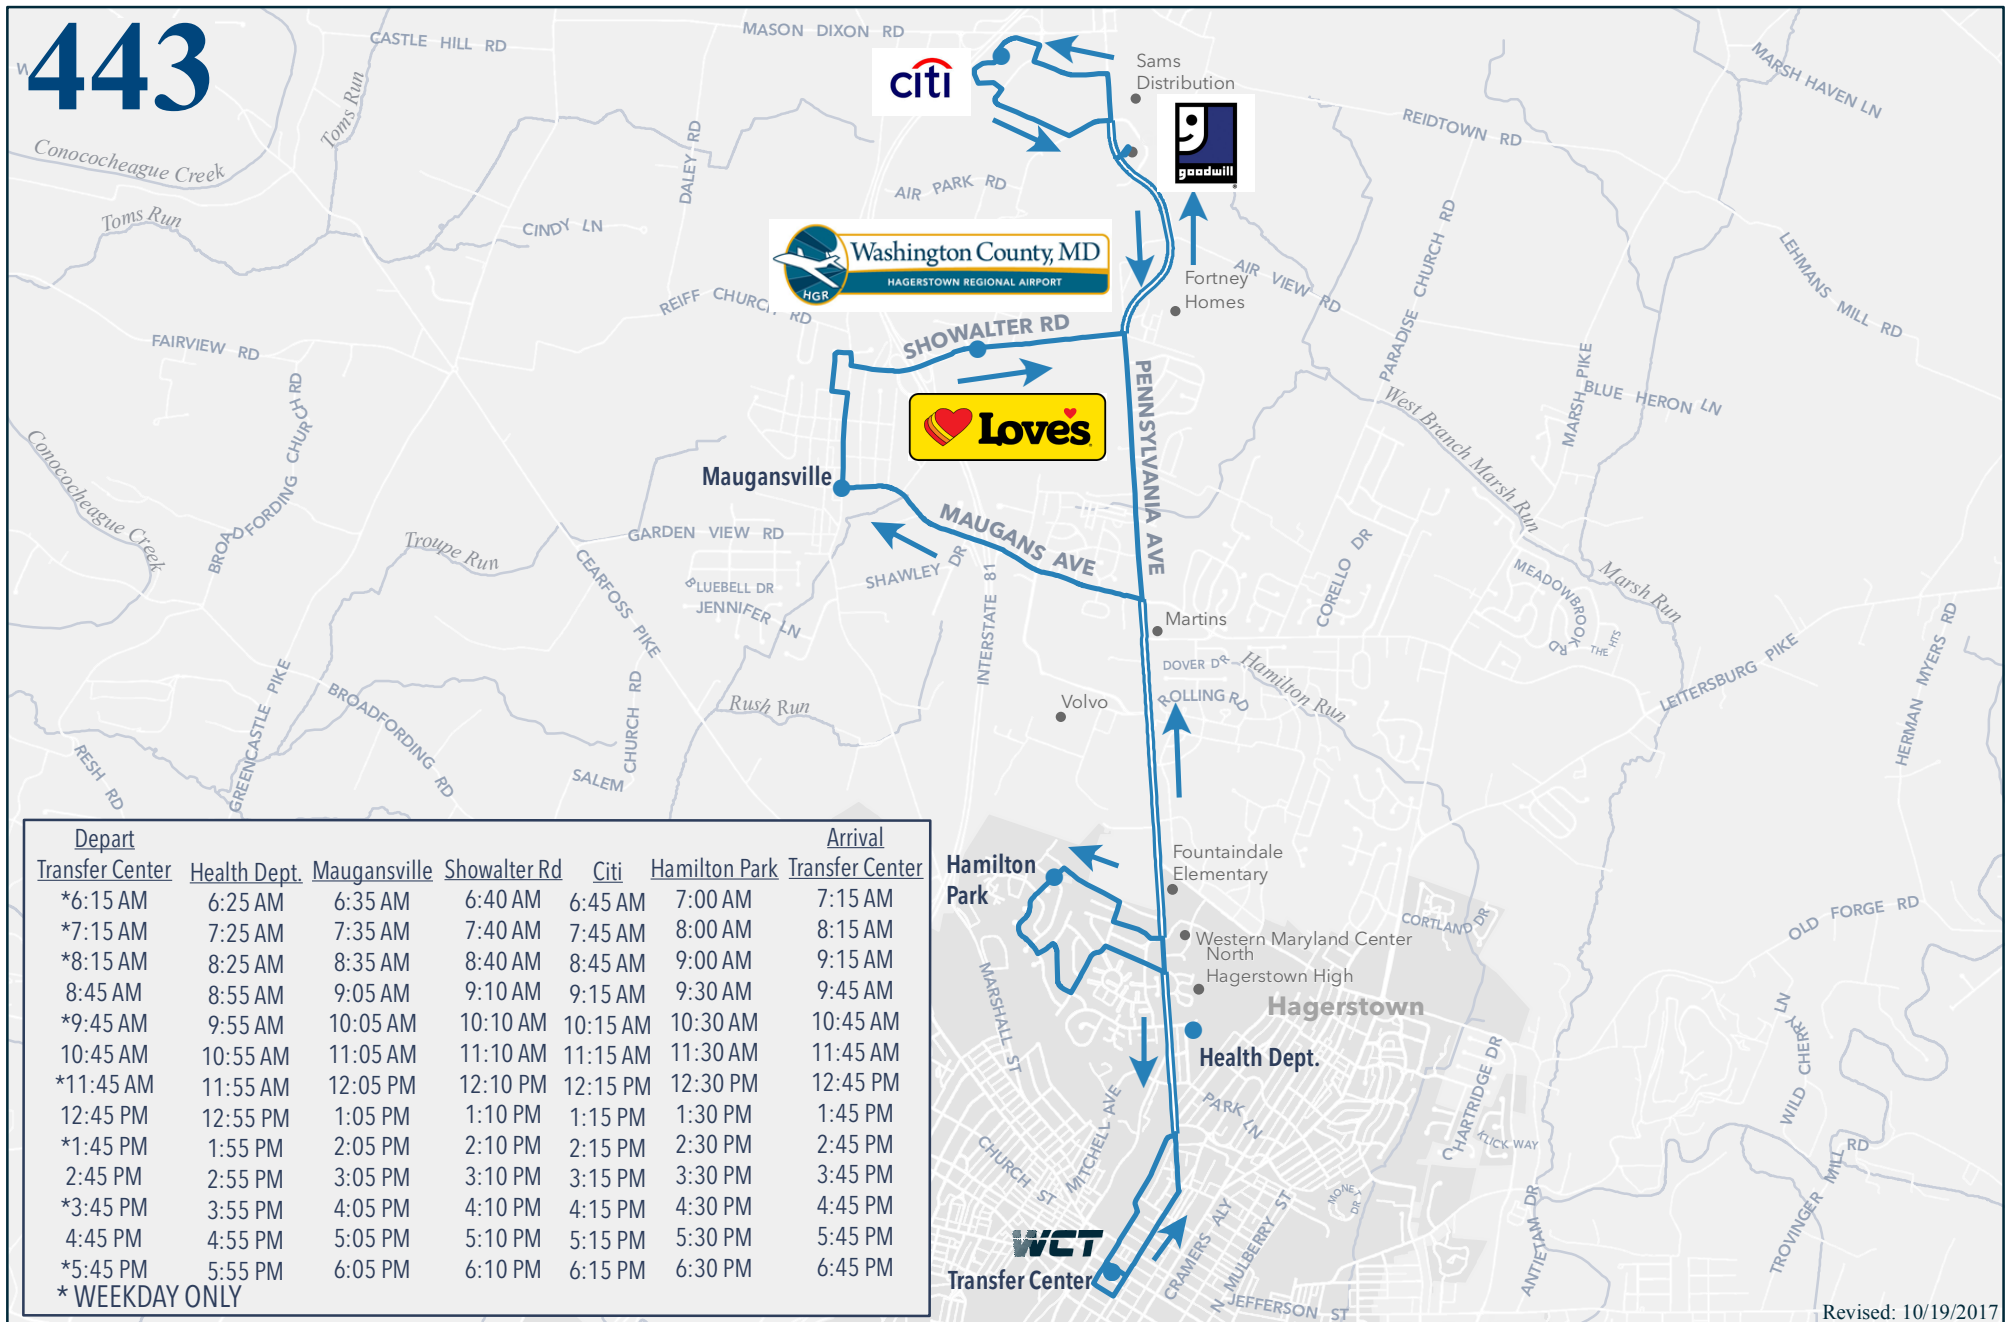 443
CASTLE HILL RD
MASON DIXON RD
W
citi
Sams
Distribution
goodwill
MARSH HAVEN LN
REIDTOWN RD
Toms Run
Conococheague Creek
DALEY RD
AIR PARK RD
Toms Run
CINDY LN
Washington County, MD
HAGERSTOWN REGIONAL AIRPORT
HGR
AIR VIEW RD
PARADISE CHURCH RD
LEHMANS MILL RD
Fortney
Homes
REIFF CHURCH RD
SHOWALTER RD
FAIRVIEW RD
BROADFORDING CHURCH RD
Love's
PENNSYLVANIA AVE
MARSH PIKE
BLUE HERON LN
West Branch Marsh Run
Conococheague Creek
Maugansville
MAUGANS AVE
GARDEN VIEW RD
Troupe Run
CEARFOSS PIKE
SHAWLEY DR
BLUEBELL DR
JENNIFER LN
INTERSTATE 81
CORELLO DR
MEADOWBROOK RD
THE HTS
Marsh Run
Martins
DOVER DR
Hamilton Run
ROLLING RD
HERMAN MYERS RD
LEITERSBURG PIKE
GREENCASTLE PIKE
BROADFORDING RD
CHURCH RD
Rush Run
Volvo
RESH RD
SALEM
Depart Arrival
Transfer Center Health Dept. Maugansville Showalter Rd Citi Hamilton Park Transfer Center
*6:15 AM 6:25 AM 6:35 AM 6:40 AM 6:45 AM 7:00 AM 7:15 AM
*7:15 AM 7:25 AM 7:35 AM 7:40 AM 7:45 AM 8:00 AM 8:15 AM
*8:15 AM 8:25 AM 8:35 AM 8:40 AM 8:45 AM 9:00 AM 9:15 AM
8:45 AM 8:55 AM 9:05 AM 9:10 AM 9:15 AM 9:30 AM 9:45 AM
*9:45 AM 9:55 AM 10:05 AM 10:10 AM 10:15 AM 10:30 AM 10:45 AM
10:45 AM 10:55 AM 11:05 AM 11:10 AM 11:15 AM 11:30 AM 11:45 AM
*11:45 AM 11:55 AM 12:05 PM 12:10 PM 12:15 PM 12:30 PM 12:45 PM
12:45 PM 12:55 PM 1:05 PM 1:10 PM 1:15 PM 1:30 PM 1:45 PM
*1:45 PM 1:55 PM 2:05 PM 2:10 PM 2:15 PM 2:30 PM 2:45 PM
2:45 PM 2:55 PM 3:05 PM 3:10 PM 3:15 PM 3:30 PM 3:45 PM
*3:45 PM 3:55 PM 4:05 PM 4:10 PM 4:15 PM 4:30 PM 4:45 PM
4:45 PM 4:55 PM 5:05 PM 5:10 PM 5:15 PM 5:30 PM 5:45 PM
*5:45 PM 5:55 PM 6:05 PM 6:10 PM 6:15 PM 6:30 PM 6:45 PM
* WEEKDAY ONLY
Hamilton
Park
Fountaindale
Elementary
Western Maryland Center
North
Hagerstown High
Hagerstown
Health Dept.
CORTLAND DR
OLD FORGE RD
MARSHALL ST
CHARTRIDGE DR
WILD CHERRY LN
PARK LN
MITCHELL AVE
CHURCH ST
KLICK WAY
MONET DR
TROVINGER MILL RD
ANTIETAM DR
CRAMERS ALY
N MULBERRY ST
JEFFERSON ST
WCT
Transfer Center
Revised: 10/19/2017